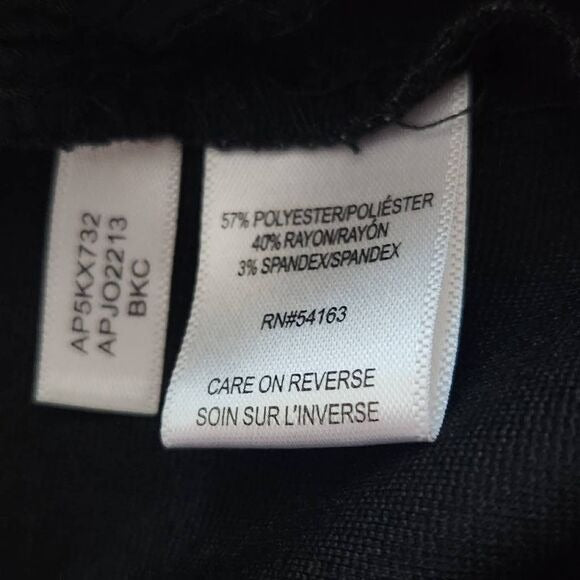 AP5KX732
APJO2213
BKC
57% POLYESTER/POLIÉSTER
40% RAYON/RAYÓN
3% SPANDEX/SPANDEX
RN#54163
CARE ON REVERSE
SOIN SUR L'INVERSE